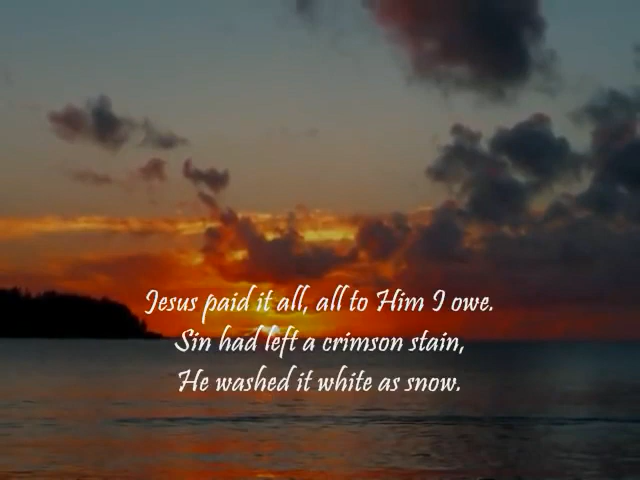 Jesus paid it all, all to Him I owe.
Sin had left a crimson stain,
He washed it white as snow.